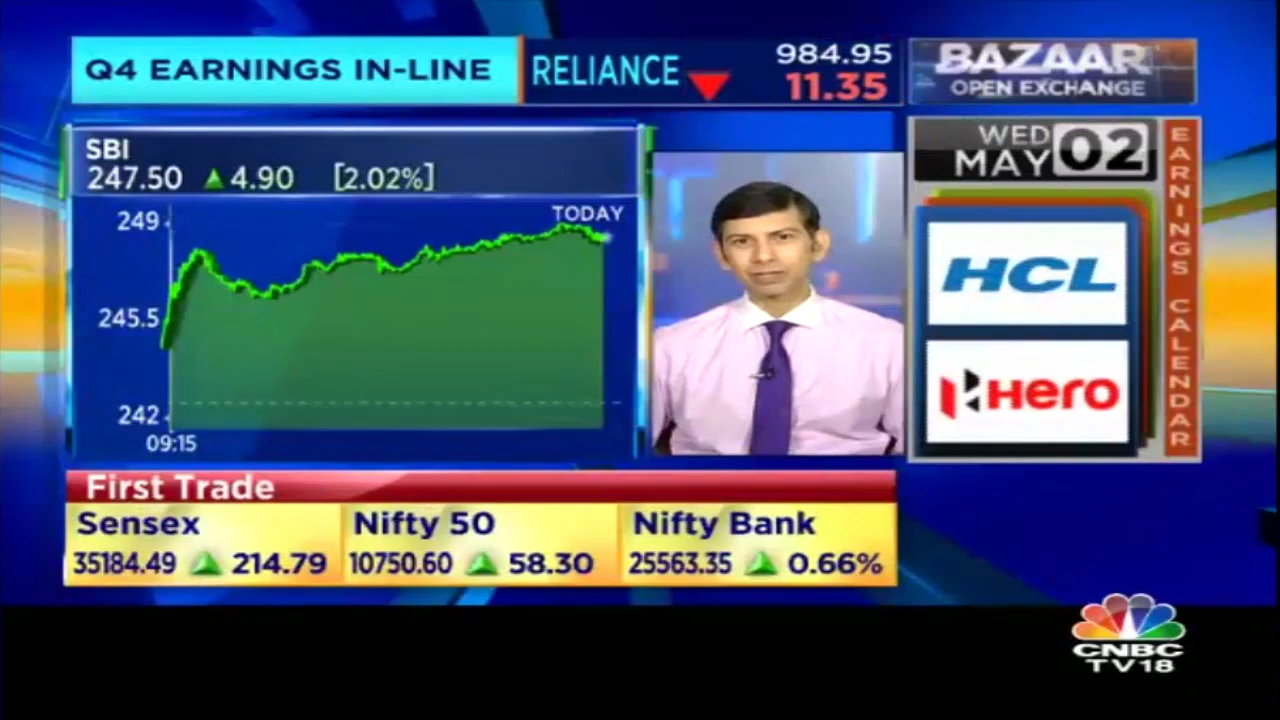 Q4 EARNINGS IN-LINE
RELIANCE
984.95
11.35
BAZAAR
OPEN EXCHANGE
SBI
247.50 4.90 [2.02%]
TODAY
249
245.5
242
09:15
WED
MAY
02
EARNINGS CALENDAR
HCL
Hero
First Trade
Sensex
35184.49 214.79
Nifty 50
10750.60 58.30
Nifty Bank
25563.35 0.66%
CNBC
TV18